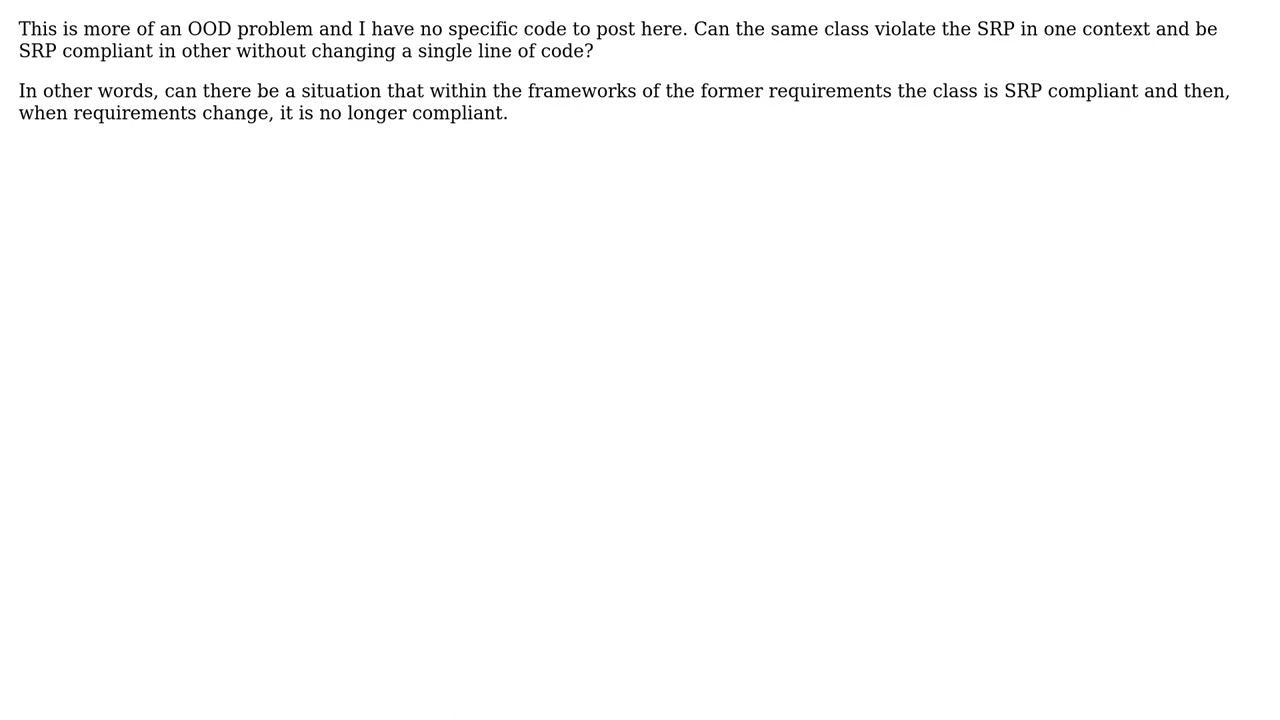 This is more of an OOD problem and I have no specific code to post here. Can the same class violate the SRP in one context and be
SRP compliant in other without changing a single line of code?
In other words, can there be a situation that within the frameworks of the former requirements the class is SRP compliant and then,
when requirements change, it is no longer compliant.